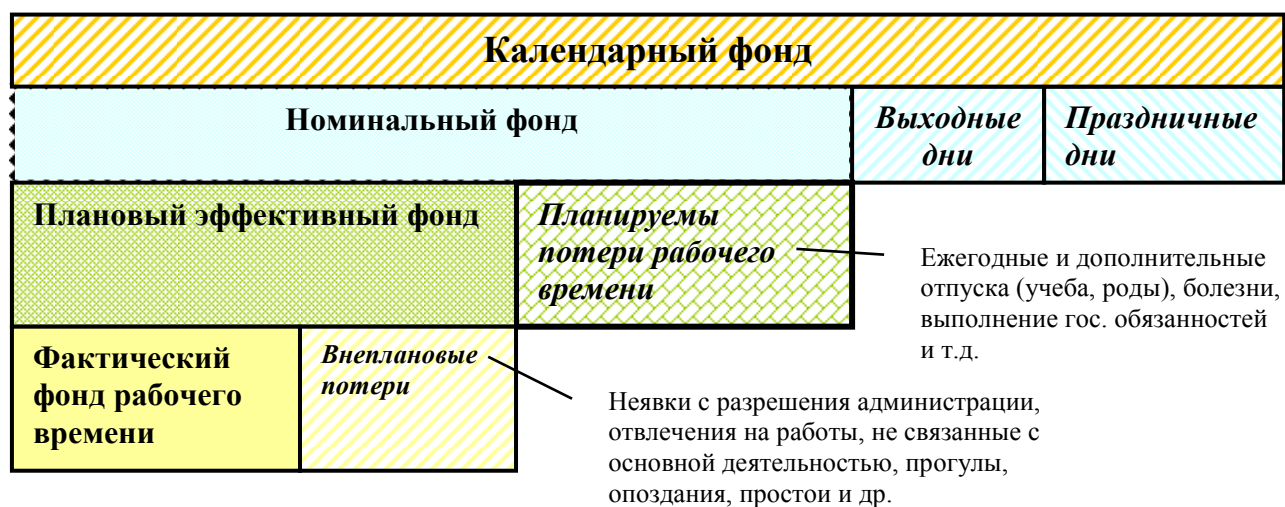 Календарный фонд
Номинальный фонд
Выходные
дни
Праздничные
дни
Плановый эффективный фонд
Планируемы
потери рабочего
времени
Ежегодные и дополнительные
отпуска (учеба, роды), болезни,
выполнение гос. обязанностей
и т.д.
Фактический
фонд рабочего
времени
Внеплановые
потери
Неявки с разрешения администрации,
отвлечения на работы, не связанные с
основной деятельностью, прогулы,
опоздания, простои и др.